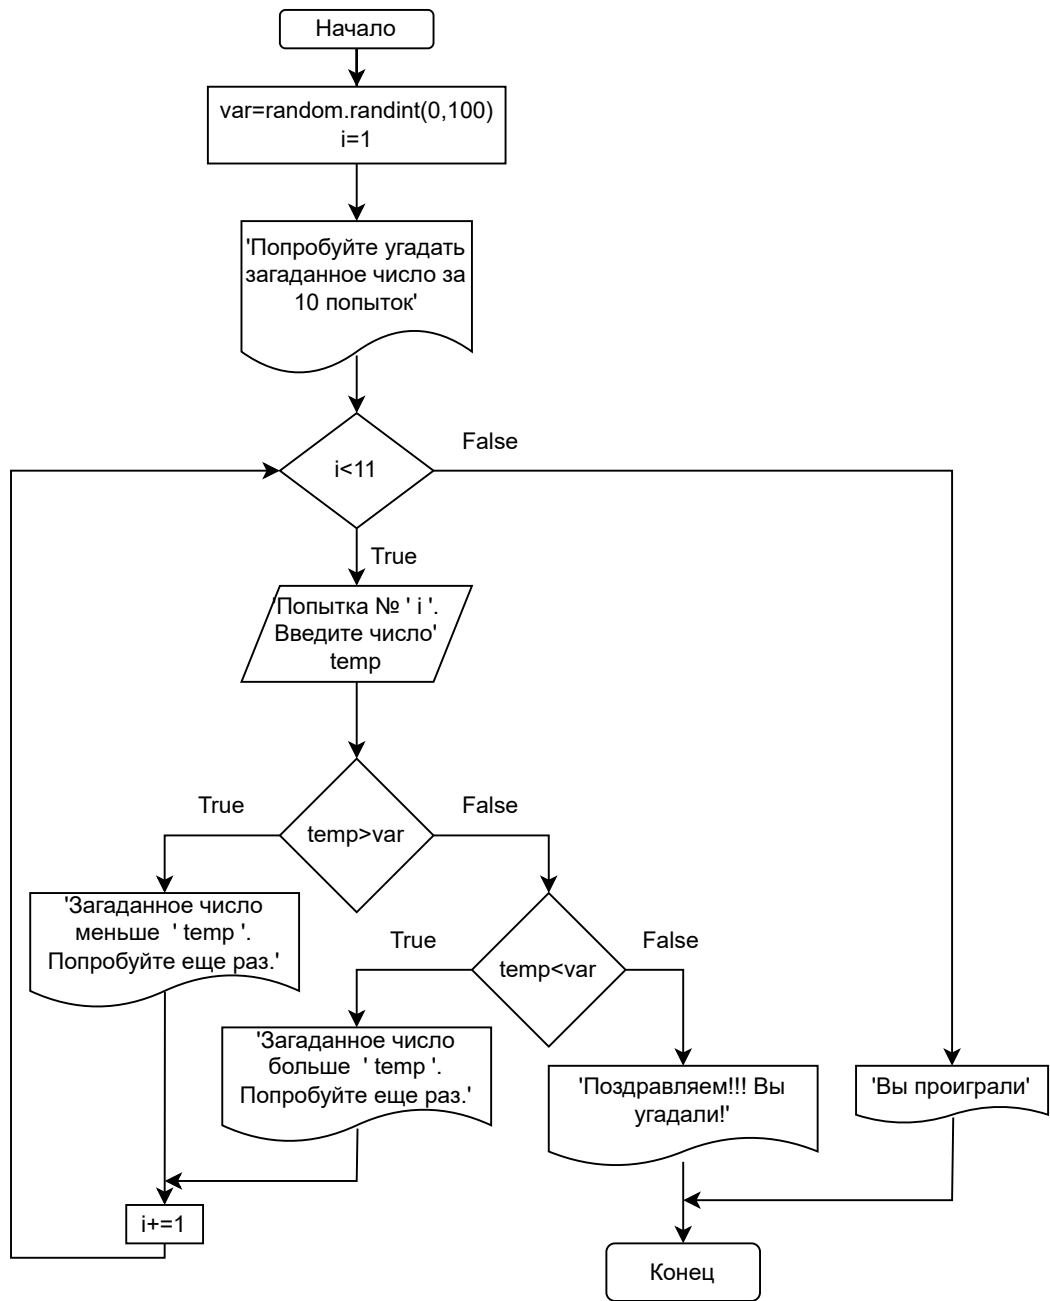 Начало
var=random.randint(0,100)
i=1
'Попробуйте угадать
загаданное число за
10 попыток'
False
i<11
True
'Попытка № ' i '.
Введите число'
temp
True
False
temp>var
'Загаданное число
меньше  ' temp '.
Попробуйте еще раз.'
True
False
temp<var
'Загаданное число
больше  ' temp '.
Попробуйте еще раз.'
'Поздравляем!!! Вы
угадали!'
'Вы проиграли'
i+=1
Конец